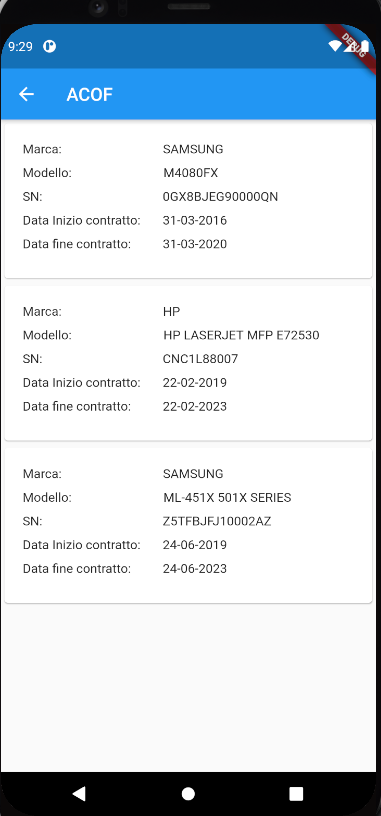 9:29
DEBUG
ACOF
Marca: SAMSUNG
Modello: M4080FX
SN: 0GX8BJEG90000QN
Data Inizio contratto: 31-03-2016
Data fine contratto: 31-03-2020
Marca: HP
Modello: HP LASERJET MFP E72530
SN: CNC1L88007
Data Inizio contratto: 22-02-2019
Data fine contratto: 22-02-2023
Marca: SAMSUNG
Modello: ML-451X 501X SERIES
SN: Z5TFBJFJ10002AZ
Data Inizio contratto: 24-06-2019
Data fine contratto: 24-06-2023